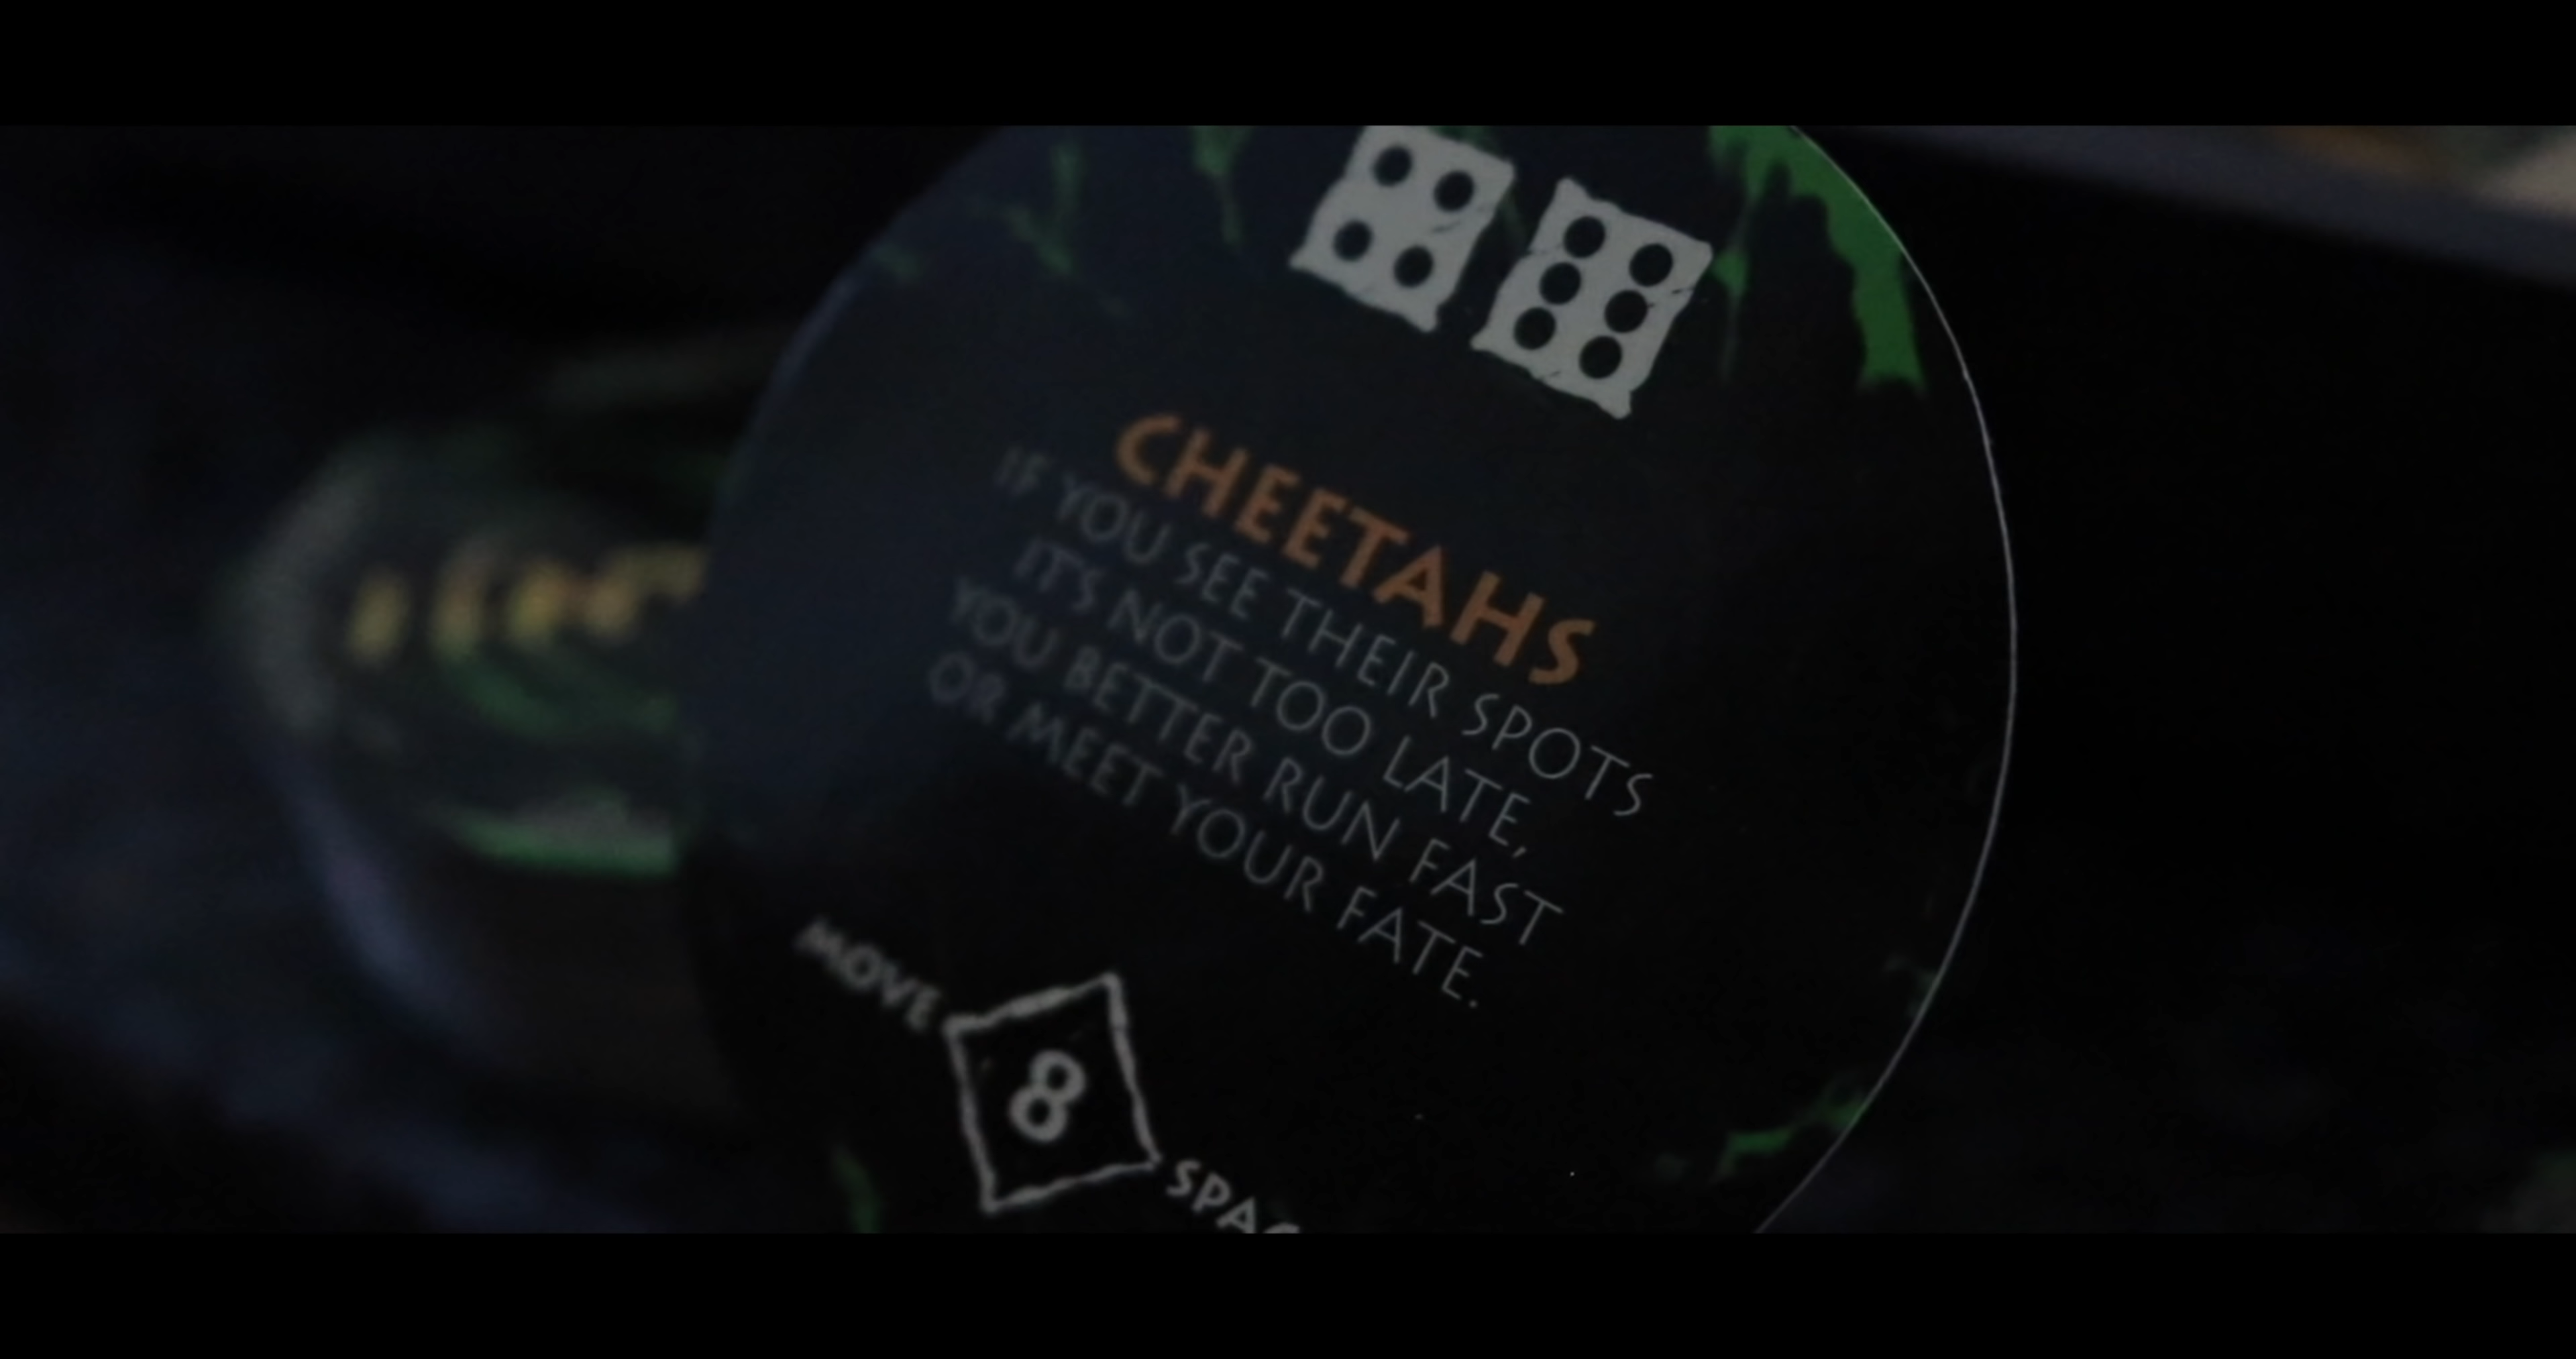 CHEETAHS
IF YOU SEE THEIR SPOTS
IT'S NOT TOO LATE,
YOU BETTER RUN FAST
OR MEET YOUR FATE.
MOVE
8